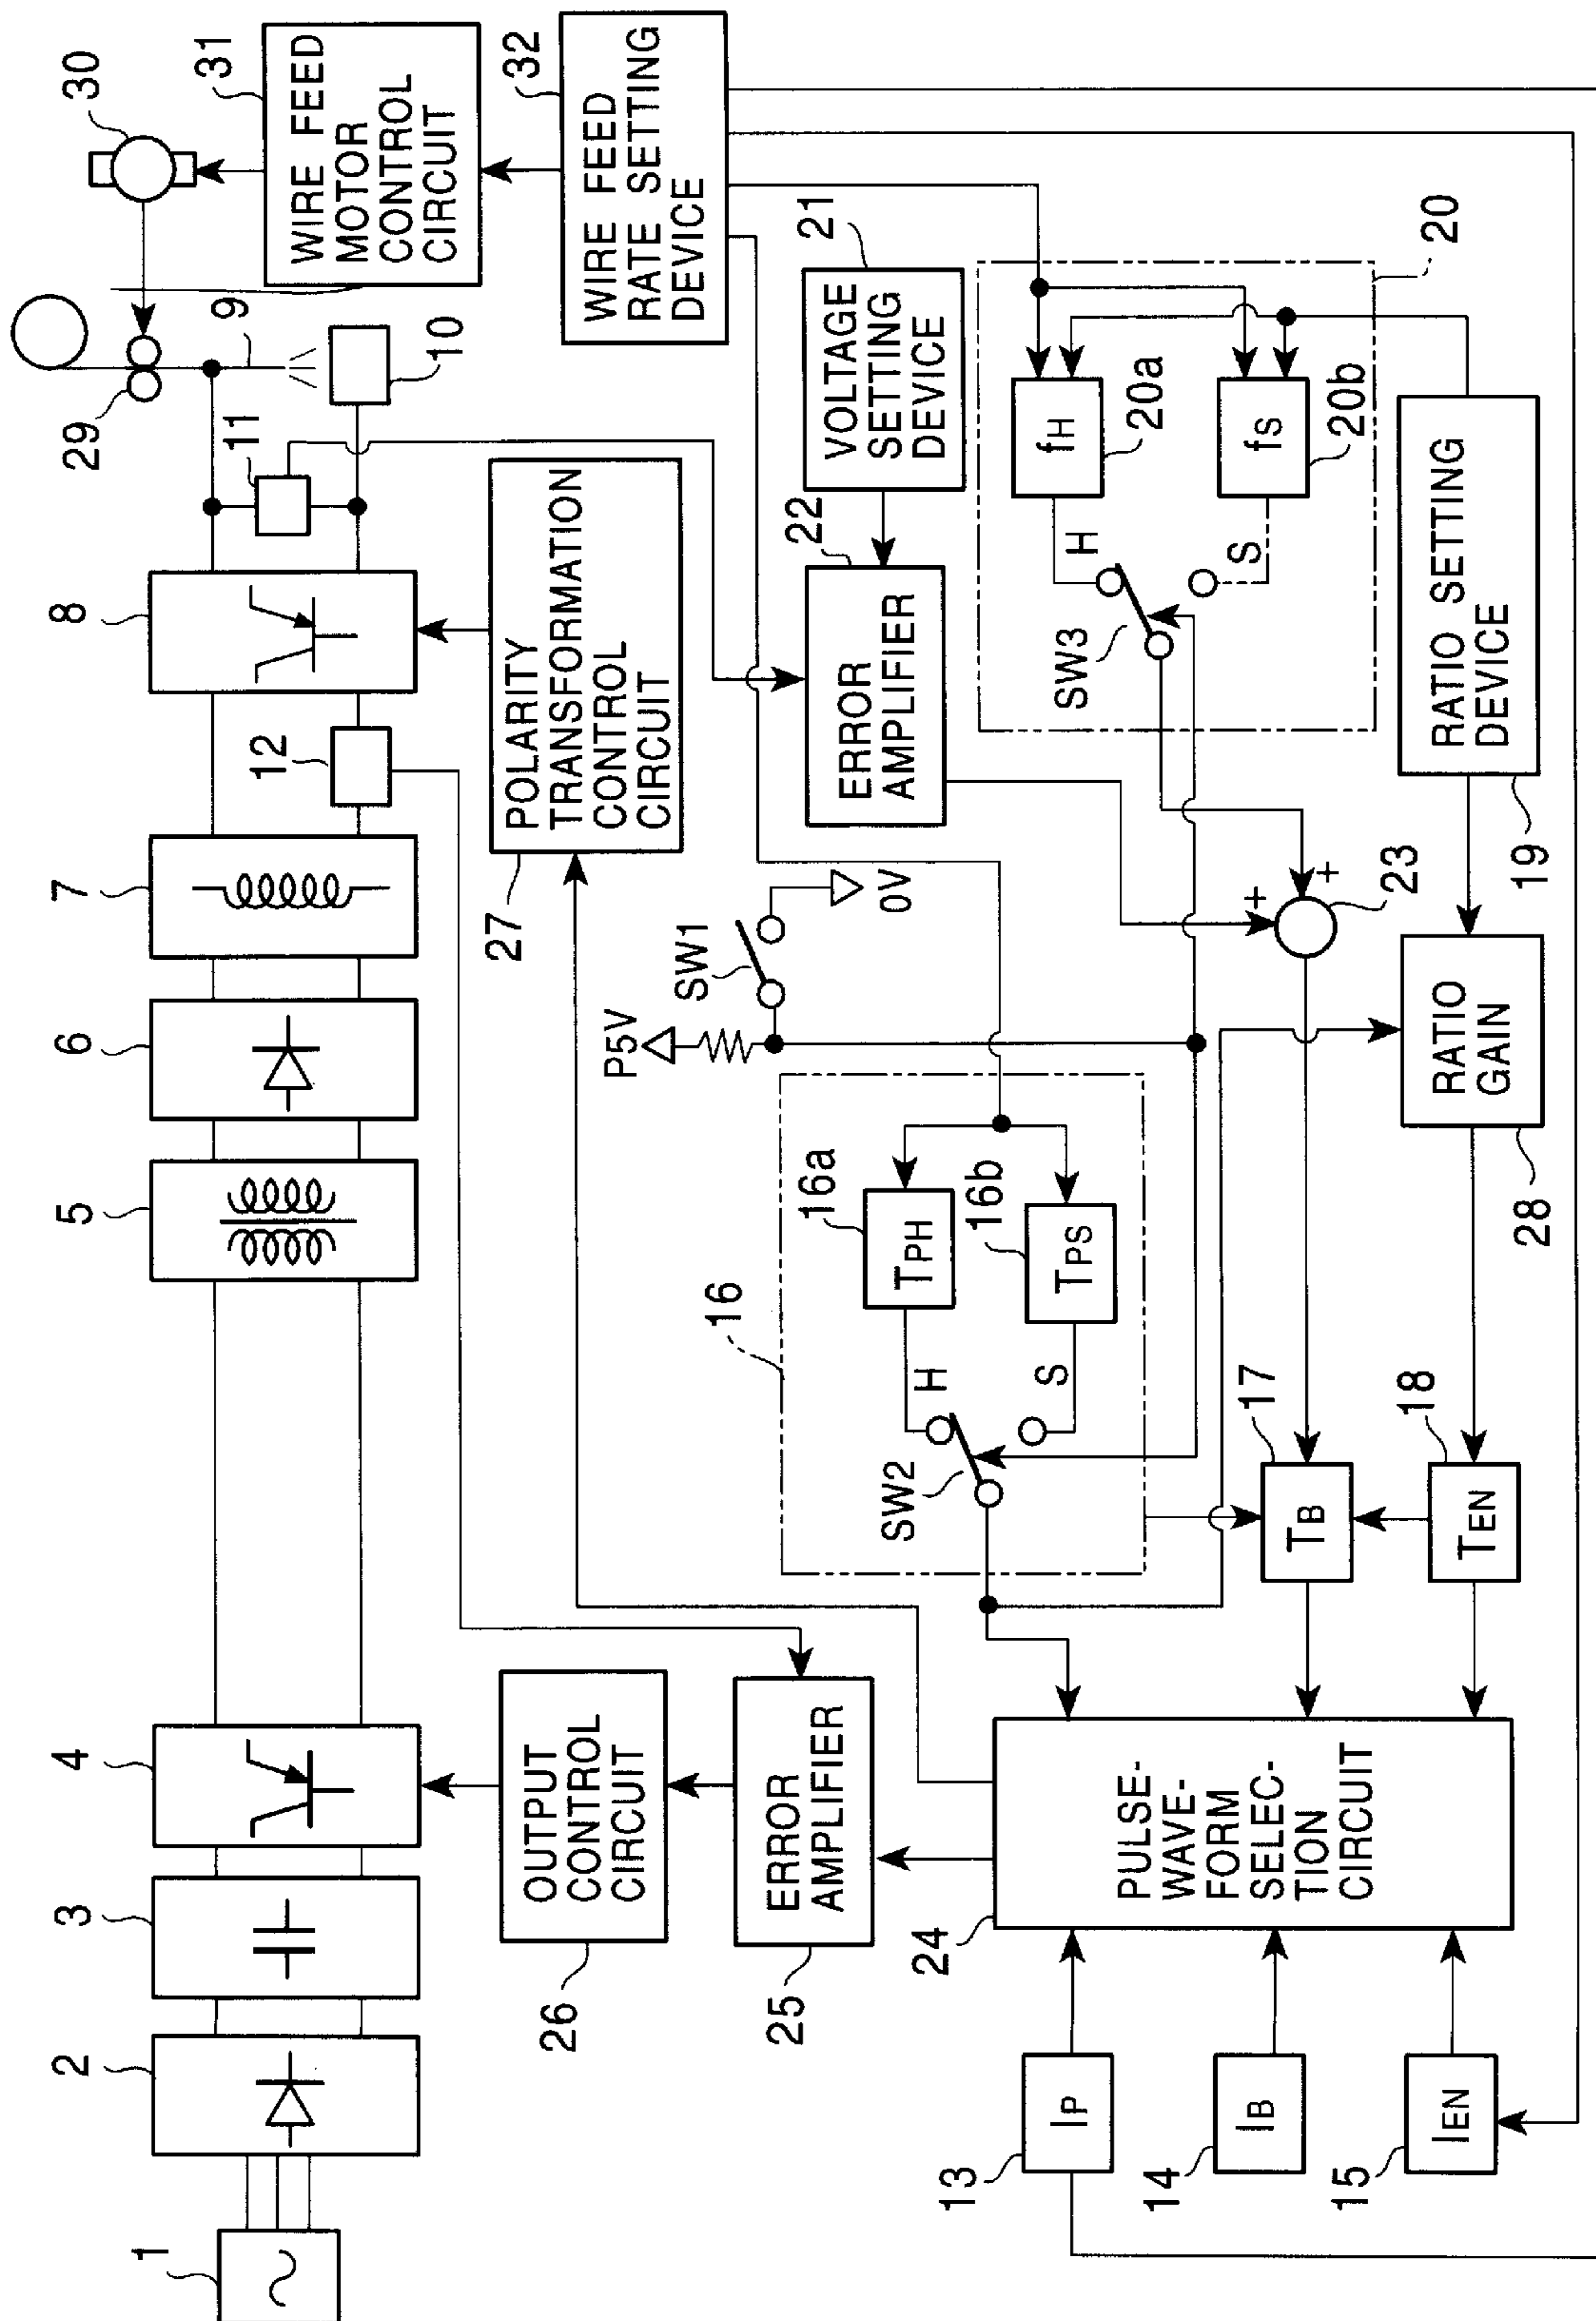 1
2
3
4
5
6
7
8
12
11
29
9
10
30
WIRE FEED
MOTOR
CONTROL
CIRCUIT
31
WIRE FEED
RATE SETTING
DEVICE
32
OUTPUT
CONTROL
CIRCUIT
26
POLARITY
TRANSFORMATION
CONTROL
CIRCUIT
27
ERROR
AMPLIFIER
25
P5V
SW1
0V
ERROR
AMPLIFIER
22
VOLTAGE
SETTING
DEVICE
21
16
SW2
H
S
TPH
16a
TPS
16b
20
SW3
H
S
fH
20a
fS
20b
PULSE-
WAVE-
FORM
SELEC-
TION
CIRCUIT
24
IP
13
IB
14
IEN
15
TB
17
TEN
18
+
+
23
RATIO
GAIN
28
RATIO SETTING
DEVICE
19